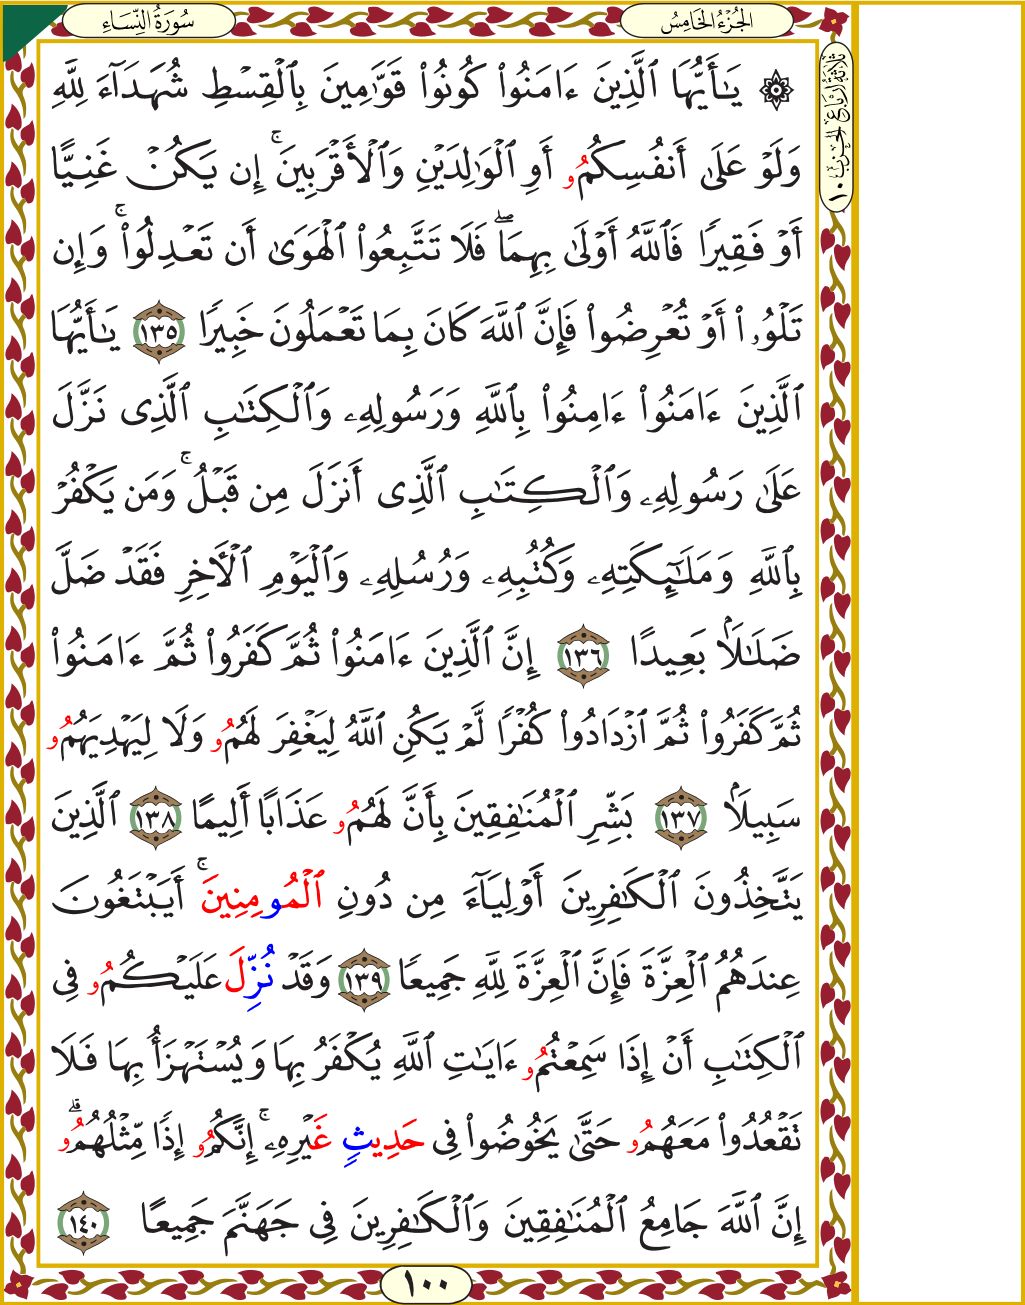 سُورَةُ النِّسَاءِ
الجُزْءُ الخَامِسُ
ثَلَاثَةُ أَرْبَاعِ الحِزْبِ ١٠
۞ يَـٰٓأَيُّهَا ٱلَّذِينَ ءَامَنُوا۟ كُونُوا۟ قَوَّٰمِينَ بِٱلْقِسْطِ شُهَدَآءَ لِلَّهِ
وَلَوْ عَلَىٰٓ أَنفُسِكُمُۥٓ أَوِ ٱلْوَٰلِدَيْنِ وَٱلْأَقْرَبِينَ ۚ إِن يَكُنْ غَنِيًّا
أَوْ فَقِيرًا فَٱللَّهُ أَوْلَىٰ بِهِمَا ۖ فَلَا تَتَّبِعُوا۟ ٱلْهَوَىٰٓ أَن تَعْدِلُوا۟ ۚ وَإِن
تَلْوُۥٓا۟ أَوْ تُعْرِضُوا۟ فَإِنَّ ٱللَّهَ كَانَ بِمَا تَعْمَلُونَ خَبِيرًا ١٣٥ يَـٰٓأَيُّهَا
ٱلَّذِينَ ءَامَنُوٓا۟ ءَامِنُوا۟ بِٱللَّهِ وَرَسُولِهِۦ وَٱلْكِتَـٰبِ ٱلَّذِى نَزَّلَ
عَلَىٰ رَسُولِهِۦ وَٱلْكِتَـٰبِ ٱلَّذِىٓ أَنزَلَ مِن قَبْلُ ۚ وَمَن يَكْفُرْ
بِٱللَّهِ وَمَلَـٰٓئِكَتِهِۦ وَكُتُبِهِۦ وَرُسُلِهِۦ وَٱلْيَوْمِ ٱلْـَٔاخِرِ فَقَدْ ضَلَّ
ضَلَـٰلًۢا بَعِيدًا ١٣٦ إِنَّ ٱلَّذِينَ ءَامَنُوا۟ ثُمَّ كَفَرُوا۟ ثُمَّ ءَامَنُوا۟
ثُمَّ كَفَرُوا۟ ثُمَّ ٱزْدَادُوا۟ كُفْرًا لَّمْ يَكُنِ ٱللَّهُ لِيَغْفِرَ لَهُمُۥ وَلَا لِيَهْدِيَهُمُۥ
سَبِيلًۢا ١٣٧ بَشِّرِ ٱلْمُنَـٰفِقِينَ بِأَنَّ لَهُمُۥ عَذَابًا أَلِيمًا ١٣٨ ٱلَّذِينَ
يَتَّخِذُونَ ٱلْكَـٰفِرِينَ أَوْلِيَآءَ مِن دُونِ ٱلْمُومِنِينَ ۚ أَيَبْتَغُونَ
عِندَهُمُ ٱلْعِزَّةَ فَإِنَّ ٱلْعِزَّةَ لِلَّهِ جَمِيعًا ١٣٩ وَقَدْ نُزِّلَ عَلَيْكُمُۥ فِى
ٱلْكِتَـٰبِ أَنْ إِذَا سَمِعْتُمُۥٓ ءَايَـٰتِ ٱللَّهِ يُكْفَرُ بِهَا وَيُسْتَهْزَأُ بِهَا فَلَا
تَقْعُدُوا۟ مَعَهُمُۥ حَتَّىٰ يَخُوضُوا۟ فِى حَدِيثٍ غَيْرِهِۦٓ ۚ إِنَّكُمُۥٓ إِذًا مِّثْلُهُمُۥٓ ۗ
إِنَّ ٱللَّهَ جَامِعُ ٱلْمُنَـٰفِقِينَ وَٱلْكَـٰفِرِينَ فِى جَهَنَّمَ جَمِيعًا ١٤٠
١٠٠